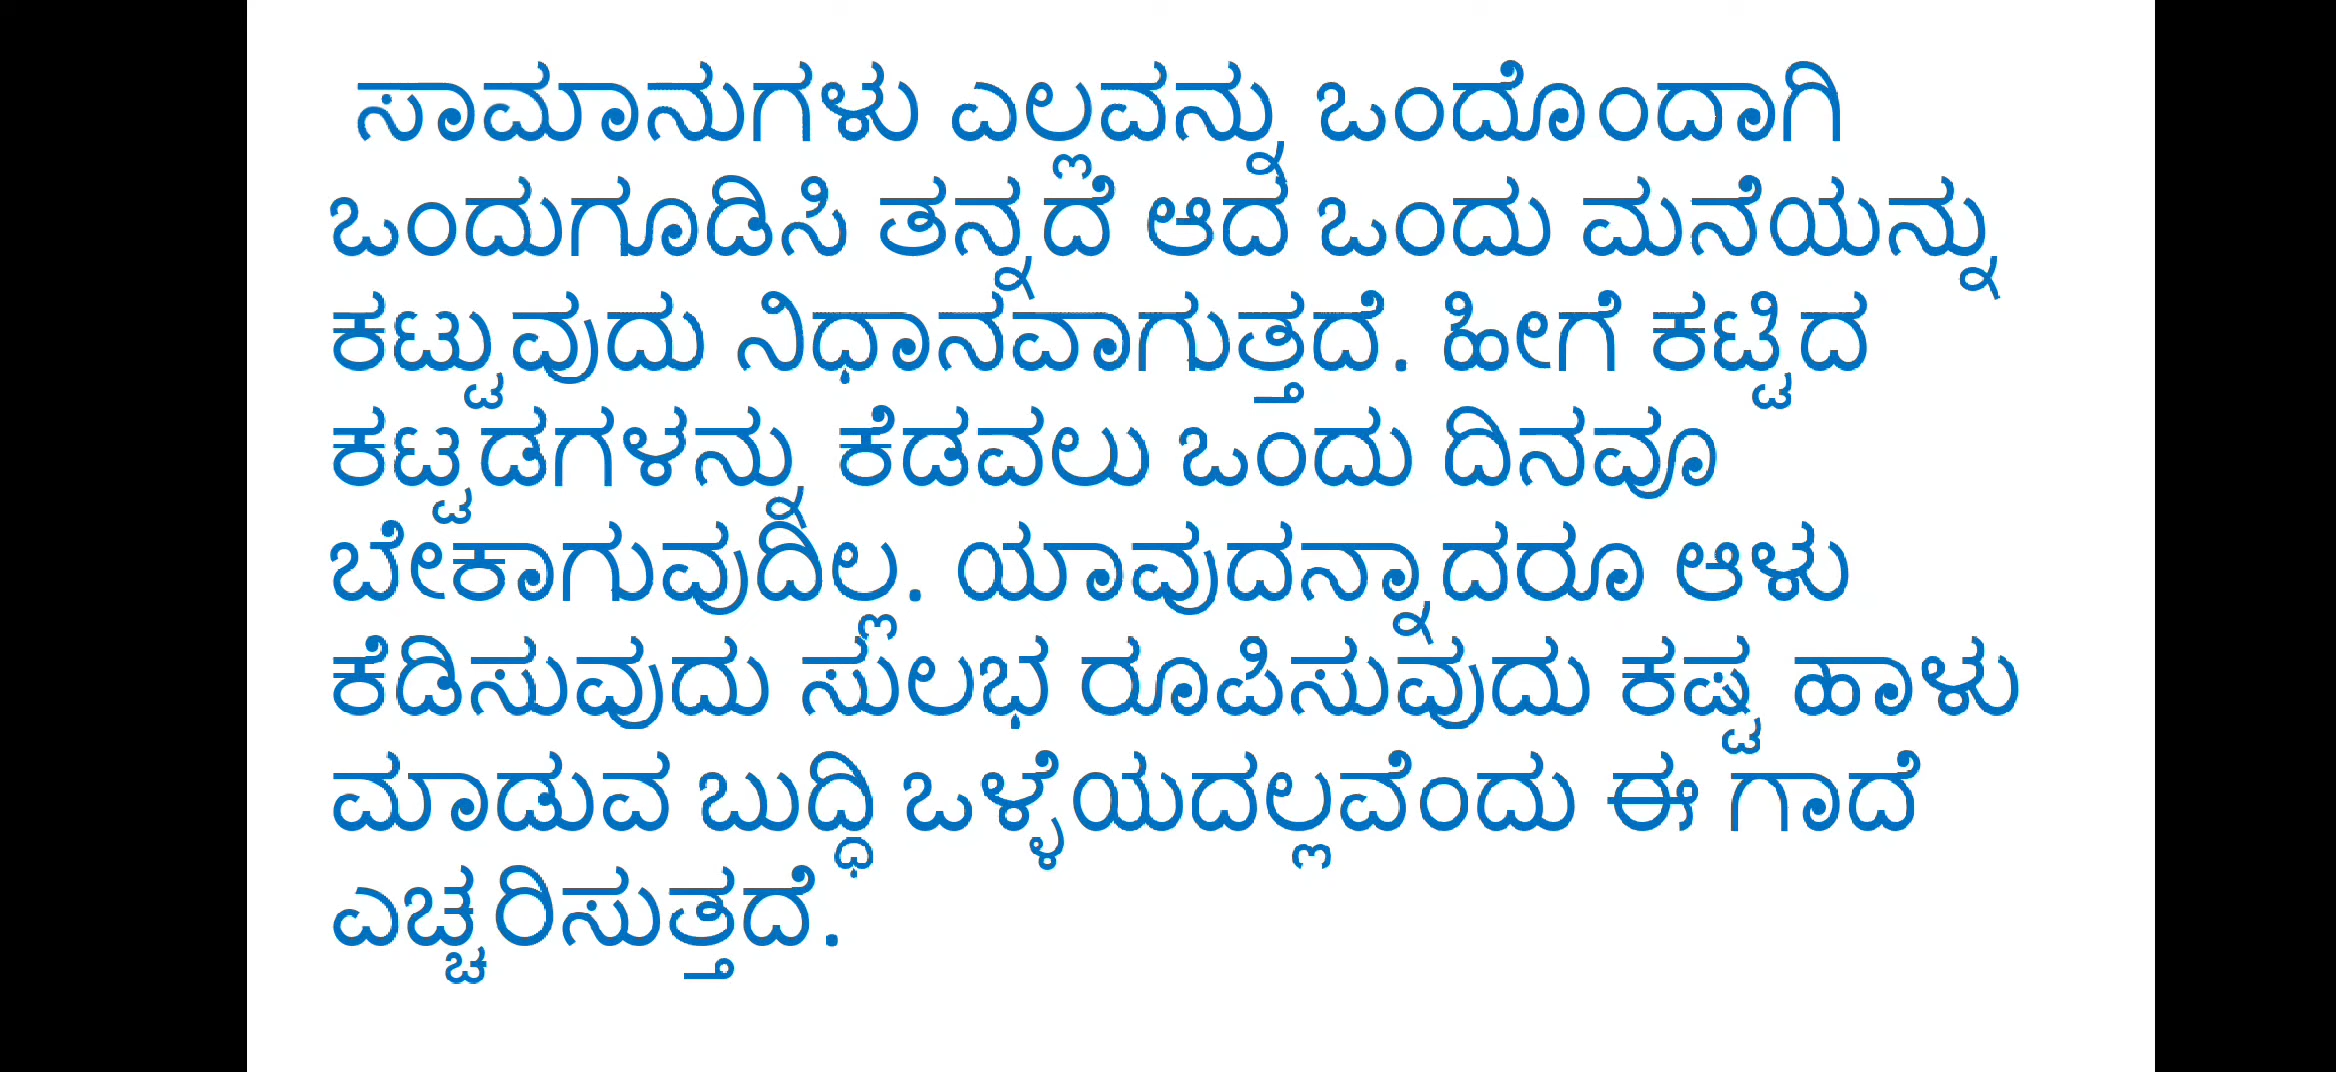 ಸಾಮಾನುಗಳು ಎಲ್ಲವನ್ನು ಒಂದೊಂದಾಗಿ
ಒಂದುಗೂಡಿಸಿ ತನ್ನದೆ ಆದ ಒಂದು ಮನೆಯನ್ನು
ಕಟ್ಟುವುದು ನಿಧಾನವಾಗುತ್ತದೆ. ಹೀಗೆ ಕಟ್ಟಿದ
ಕಟ್ಟಡಗಳನ್ನು ಕೆಡವಲು ಒಂದು ದಿನವೂ
ಬೇಕಾಗುವುದಿಲ್ಲ. ಯಾವುದನ್ನಾದರೂ ಆಳು
ಕೆಡಿಸುವುದು ಸುಲಭ ರೂಪಿಸುವುದು ಕಷ್ಟ ಹಾಳು
ಮಾಡುವ ಬುದ್ಧಿ ಒಳ್ಳೆಯದಲ್ಲವೆಂದು ಈ ಗಾದೆ
ಎಚ್ಚರಿಸುತ್ತದೆ.